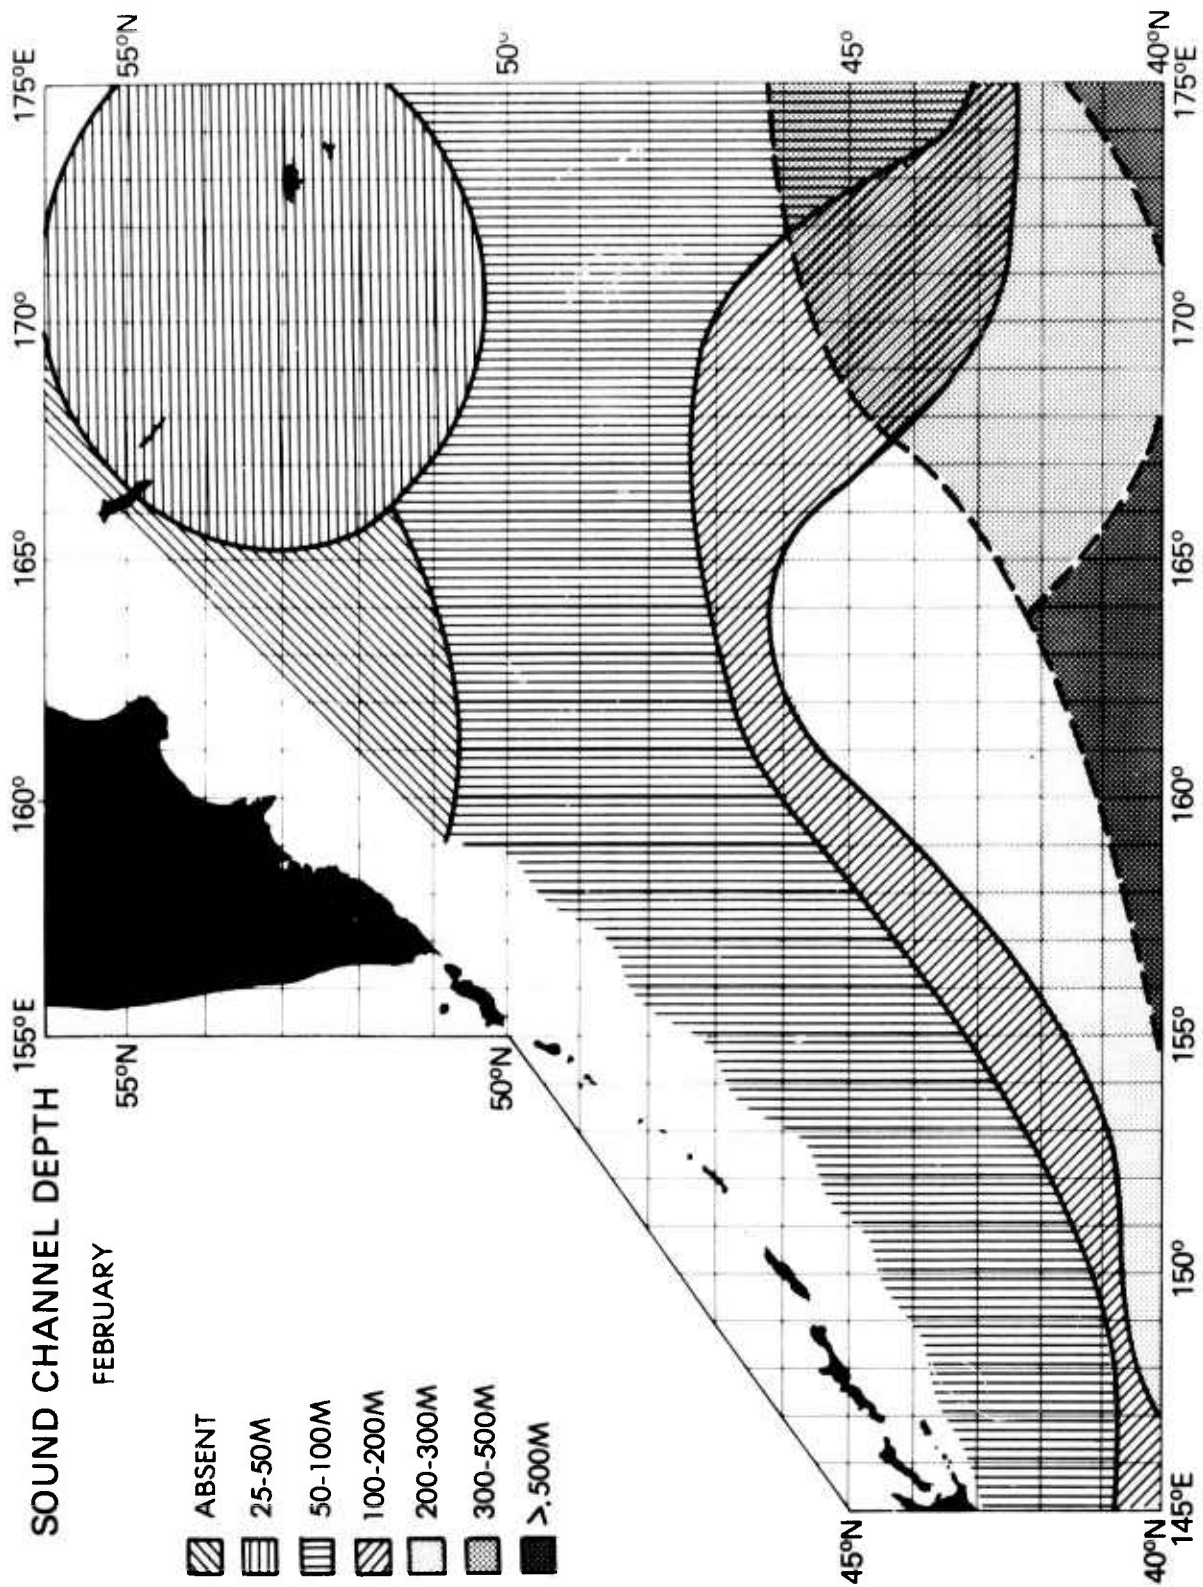 SOUND CHANNEL DEPTH
FEBRUARY
ABSENT
25-50M
50-100M
100-200M
200-300M
300-500M
>.500M
155°E
160°
165°
170°
175°E
55°N
55°N
50°N
50°
45°N
45°
40°N
40°N
145°E
150°
155°
160°
165°
170°
175°E